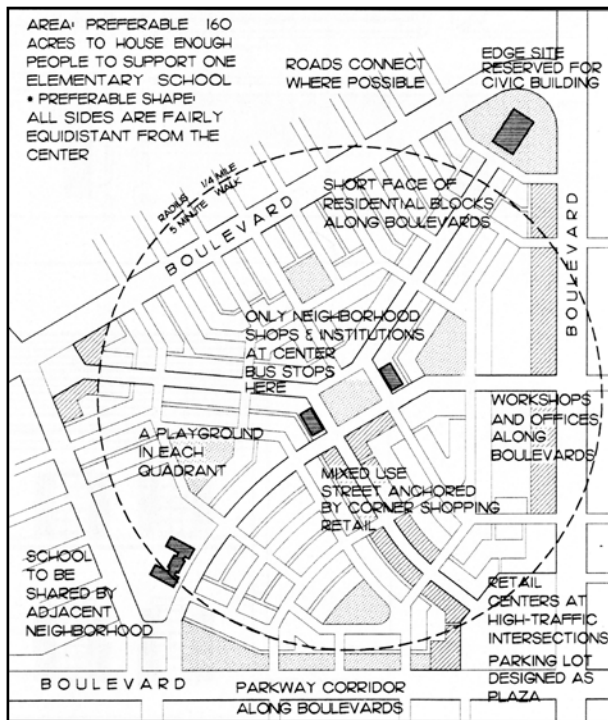 AREA: PREFERABLE 160
ACRES TO HOUSE ENOUGH
PEOPLE TO SUPPORT ONE
ELEMENTARY SCHOOL
• PREFERABLE SHAPE:
ALL SIDES ARE FAIRLY
EQUIDISTANT FROM THE
CENTER
ROADS CONNECT
WHERE POSSIBLE
EDGE SITE
RESERVED FOR
CIVIC BUILDING
RADIUS 1/4 MILE
5 MINUTE WALK
BOULEVARD
SHORT FACE OF
RESIDENTIAL BLOCKS
ALONG BOULEVARDS
BOULEVARD
ONLY NEIGHBORHOOD
SHOPS & INSTITUTIONS
AT CENTER
BUS STOPS
HERE
A PLAYGROUND
IN EACH
QUADRANT
WORKSHOPS
AND OFFICES
ALONG
BOULEVARDS
MIXED USE
STREET ANCHORED
BY CORNER SHOPPING
RETAIL
SCHOOL
TO BE
SHARED BY
ADJACENT
NEIGHBORHOOD
RETAIL
CENTERS AT
HIGH-TRAFFIC
INTERSECTIONS
PARKING LOT
DESIGNED AS
PLAZA
BOULEVARD
PARKWAY CORRIDOR
ALONG BOULEVARDS